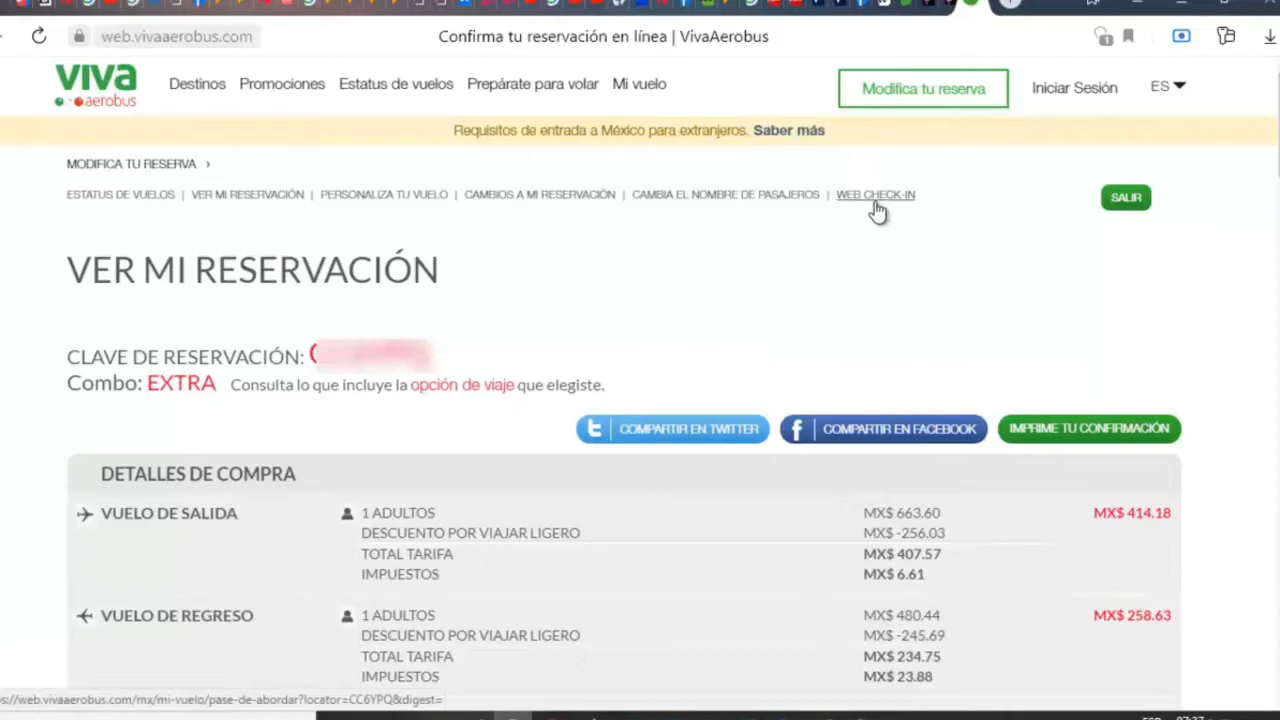 web.vivaaerobus.com
Confirma tu reservación en línea | VivaAerobus
1
viva aerobus
Destinos Promociones Estatus de vuelos Prepárate para volar Mi vuelo
Modifica tu reserva
Iniciar Sesión
ES
Requisitos de entrada a México para extranjeros. Saber más
MODIFICA TU RESERVA ›
ESTATUS DE VUELOS | VER MI RESERVACIÓN | PERSONALIZA TU VUELO | CAMBIOS A MI RESERVACIÓN | CAMBIA EL NOMBRE DE PASAJEROS | WEB CHECK-IN
SALIR
VER MI RESERVACIÓN
CLAVE DE RESERVACIÓN:
Combo: EXTRA Consulta lo que incluye la opción de viaje que elegiste.
COMPARTIR EN TWITTER
COMPARTIR EN FACEBOOK
IMPRIME TU CONFIRMACIÓN
DETALLES DE COMPRA
VUELO DE SALIDA 1 ADULTOS MX$ 663.60 MX$ 414.18
DESCUENTO POR VIAJAR LIGERO MX$ -256.03
TOTAL TARIFA MX$ 407.57
IMPUESTOS MX$ 6.61
VUELO DE REGRESO 1 ADULTOS MX$ 480.44 MX$ 258.63
DESCUENTO POR VIAJAR LIGERO MX$ -245.69
TOTAL TARIFA MX$ 234.75
IMPUESTOS MX$ 23.88
s://web.vivaaerobus.com/mx/mi-vuelo/pase-de-abordar?locator=CC6YPQ&digest=